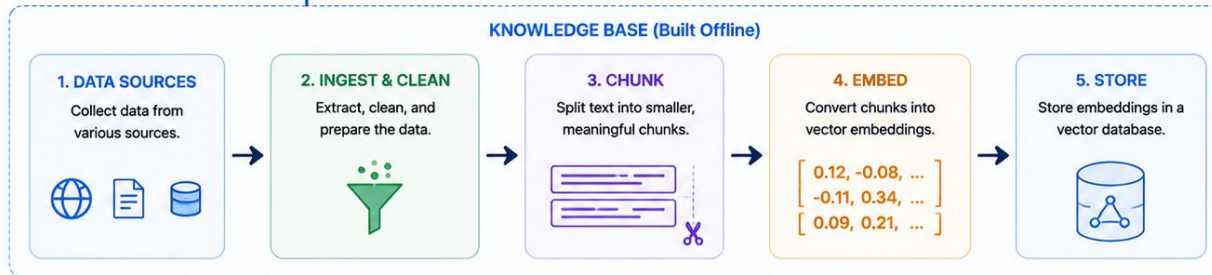 KNOWLEDGE BASE (Built Offline)
1. DATA SOURCES
Collect data from
various sources.
2. INGEST & CLEAN
Extract, clean, and
prepare the data.
3. CHUNK
Split text into smaller,
meaningful chunks.
4. EMBED
Convert chunks into
vector embeddings.
[ 0.12, -0.08, ... ]
-0.11, 0.34, ...
[ 0.09, 0.21, ... ]
5. STORE
Store embeddings in a
vector database.